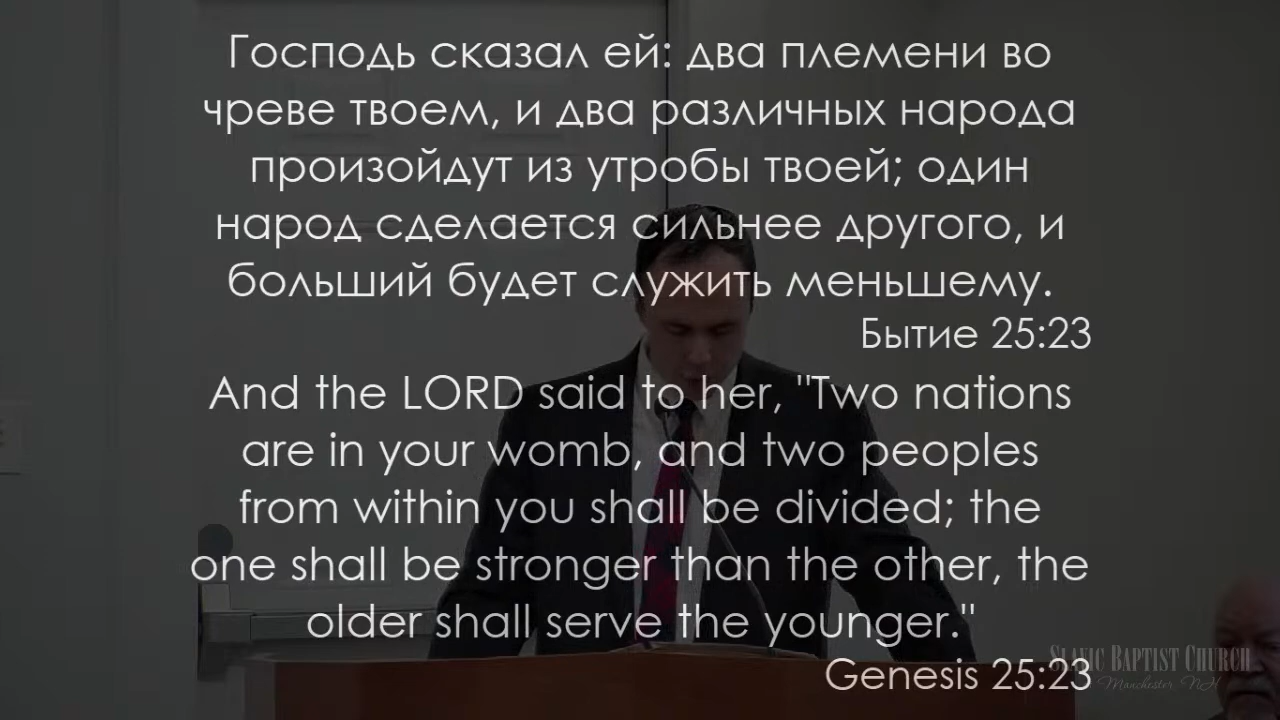 Господь сказал ей: два племени во
чреве твоем, и два различных народа
произойдут из утробы твоей; один
народ сделается сильнее другого, и
больший будет служить меньшему.
Бытие 25:23
And the LORD said to her, "Two nations
are in your womb, and two peoples
from within you shall be divided; the
one shall be stronger than the other, the
older shall serve the younger."
Genesis 25:23
Slavic Baptist Church
Manchester, NH